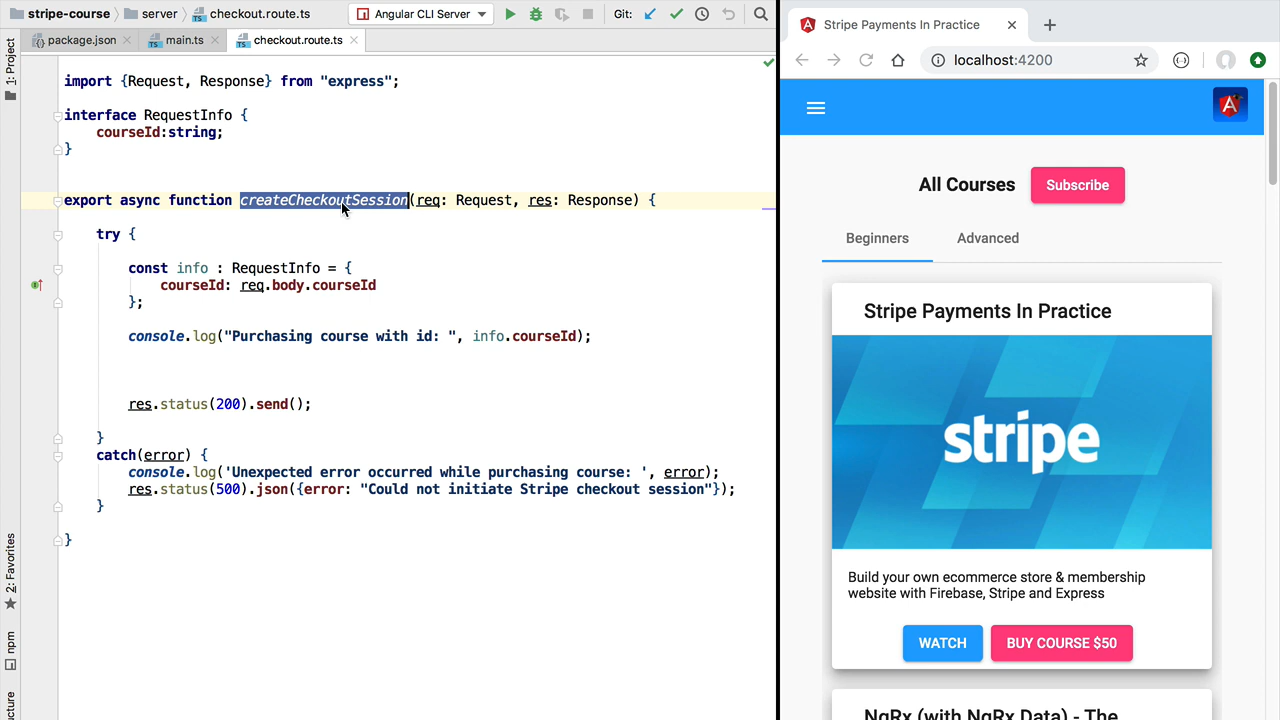 stripe-course
server
checkout.route.ts
Angular CLI Server
Git:
package.json
main.ts
checkout.route.ts
1: Project
2: Favorites
npm
import {Request, Response} from "express";
interface RequestInfo {
courseId:string;
}
export async function createCheckoutSession(req: Request, res: Response) {
try {
const info : RequestInfo = {
courseId: req.body.courseId
};
console.log("Purchasing course with id: ", info.courseId);
res.status(200).send();
}
catch(error) {
console.log('Unexpected error occurred while purchasing course: ', error);
res.status(500).json({error: "Could not initiate Stripe checkout session"});
}
}
Stripe Payments In Practice
localhost:4200
All Courses
Subscribe
Beginners
Advanced
Stripe Payments In Practice
stripe
Build your own ecommerce store & membership
website with Firebase, Stripe and Express
WATCH
BUY COURSE $50
NgRx (with NgRx Data) - The